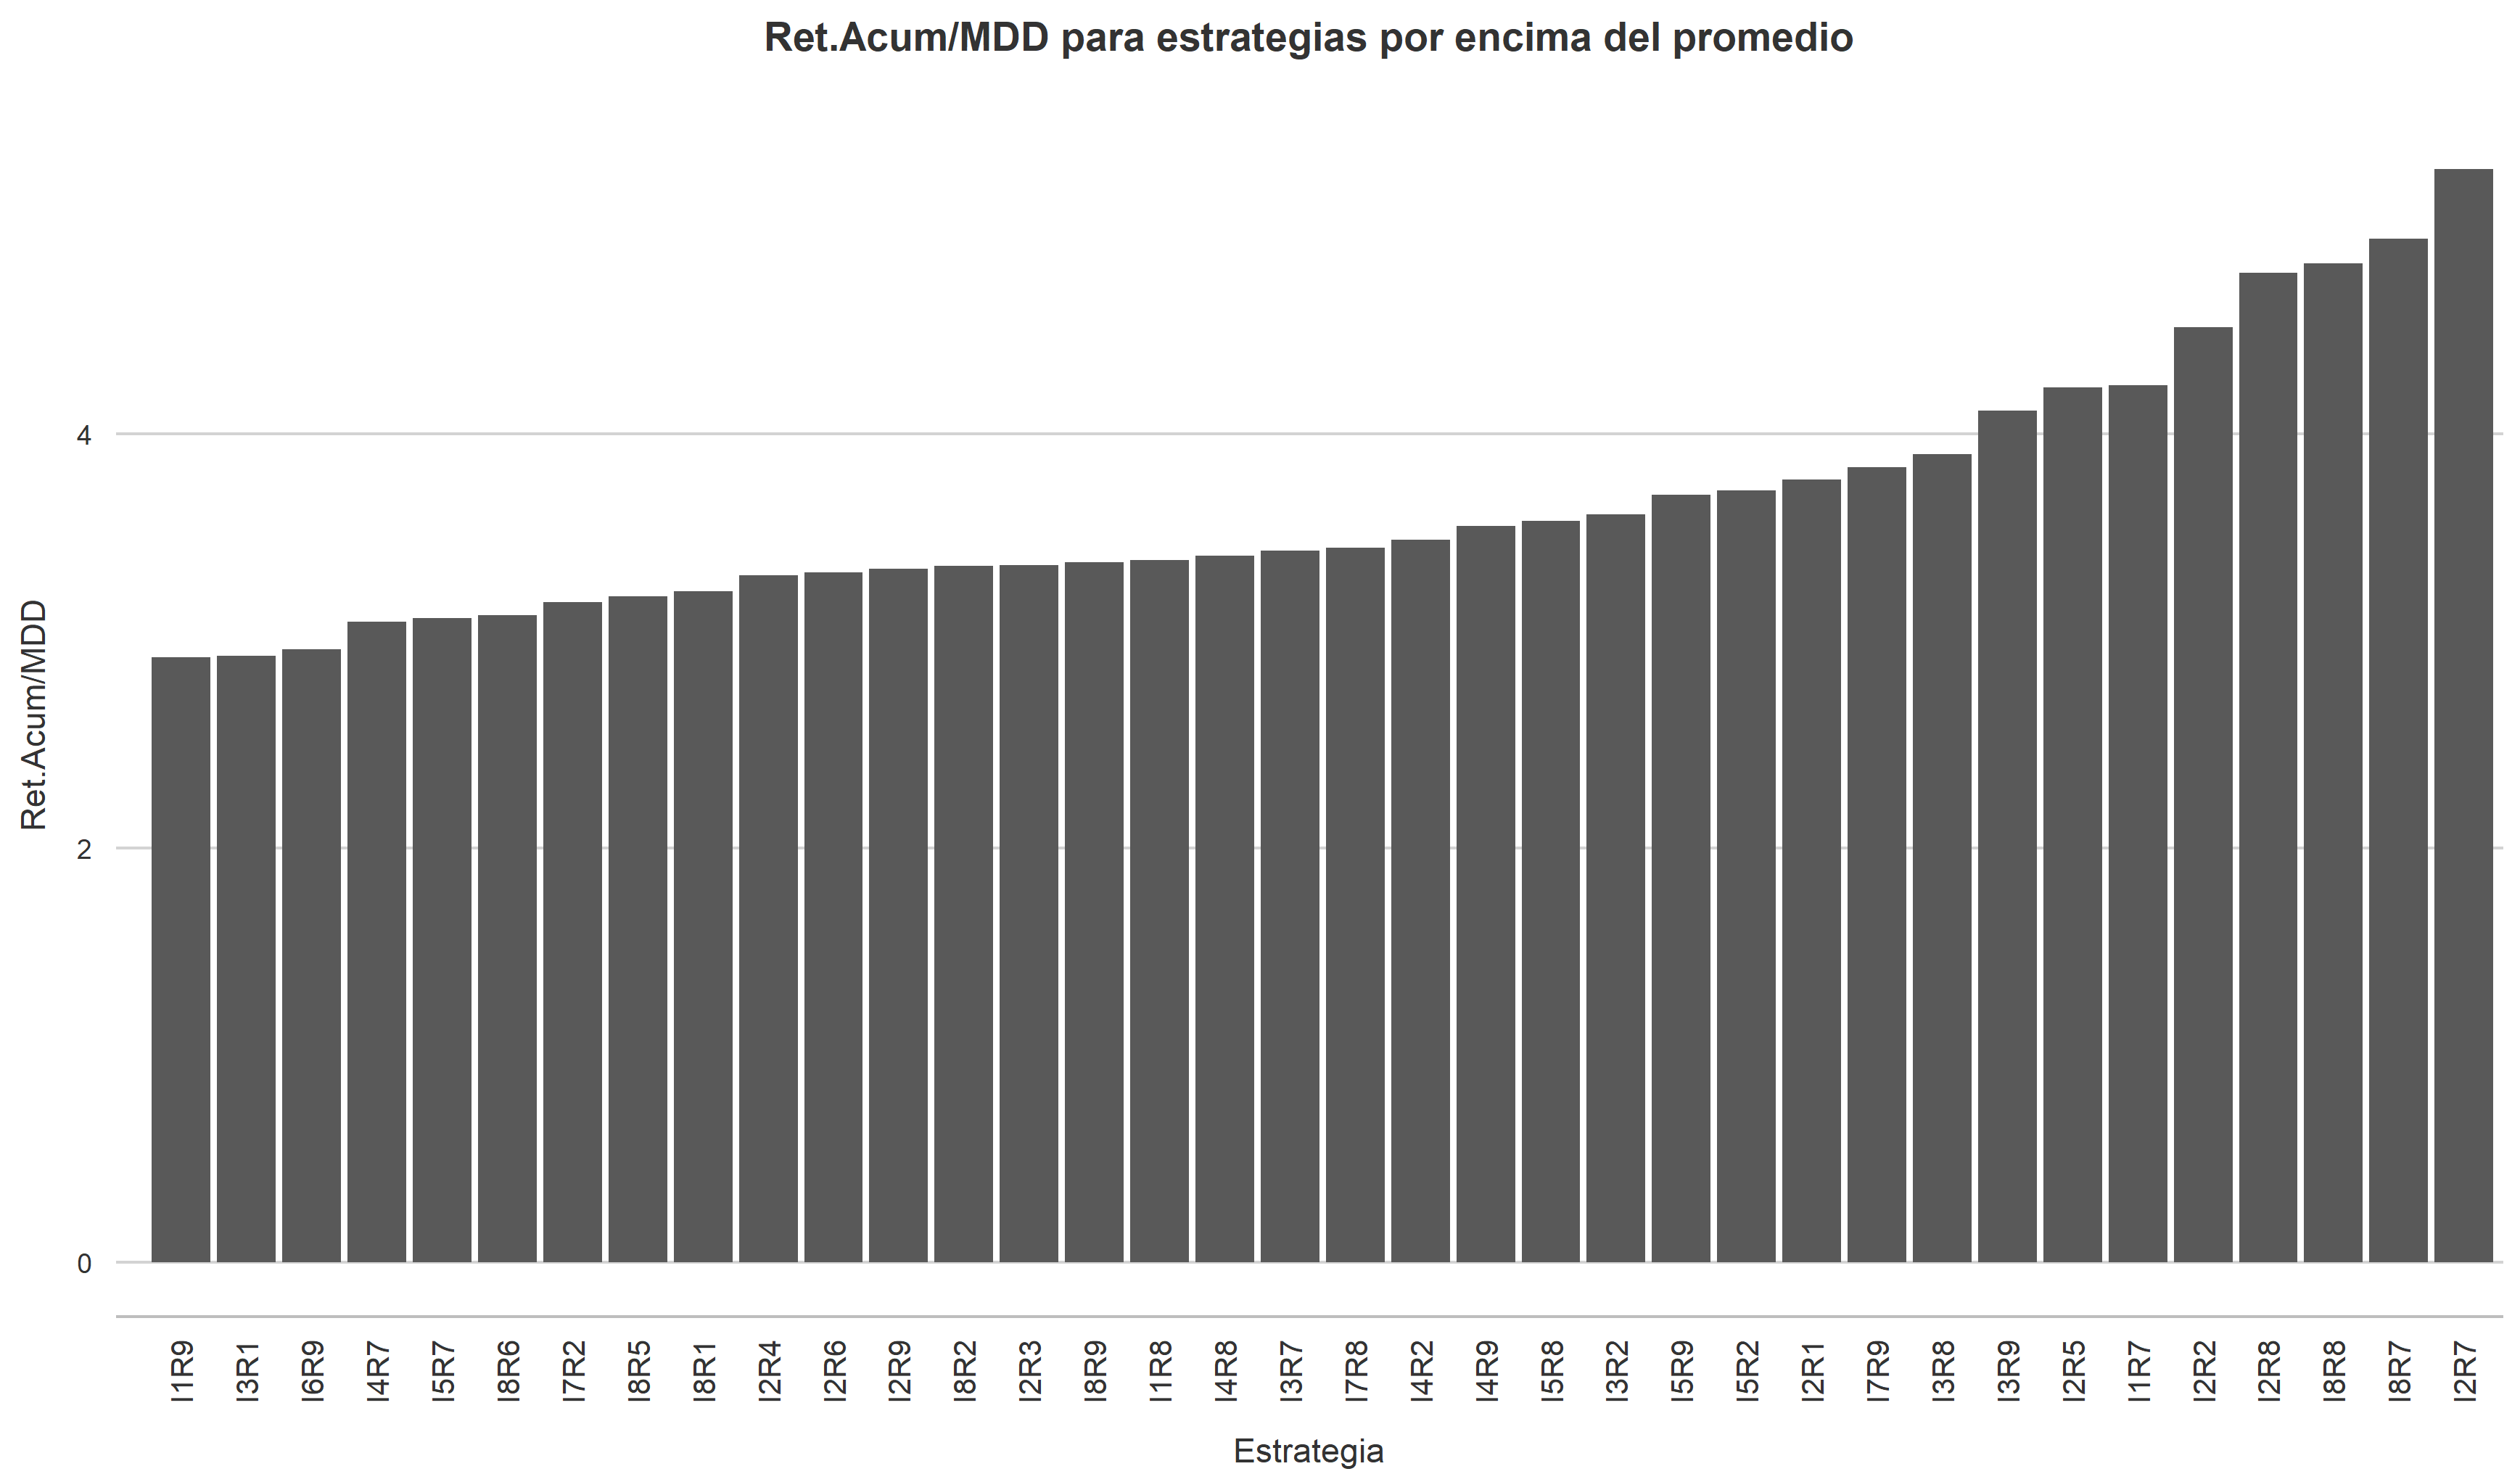 Ret.Acum/MDD para estrategias por encima del promedio
Ret.Acum/MDD
4
2
0
I1R9
I3R1
I6R9
I4R7
I5R7
I8R6
I7R2
I8R5
I8R1
I2R4
I2R6
I2R9
I8R2
I2R3
I8R9
I1R8
I4R8
I3R7
I7R8
I4R2
I4R9
I5R8
I3R2
I5R9
I5R2
I2R1
I7R9
I3R8
I3R9
I2R5
I1R7
I2R2
I2R8
I8R8
I8R7
I2R7
Estrategia